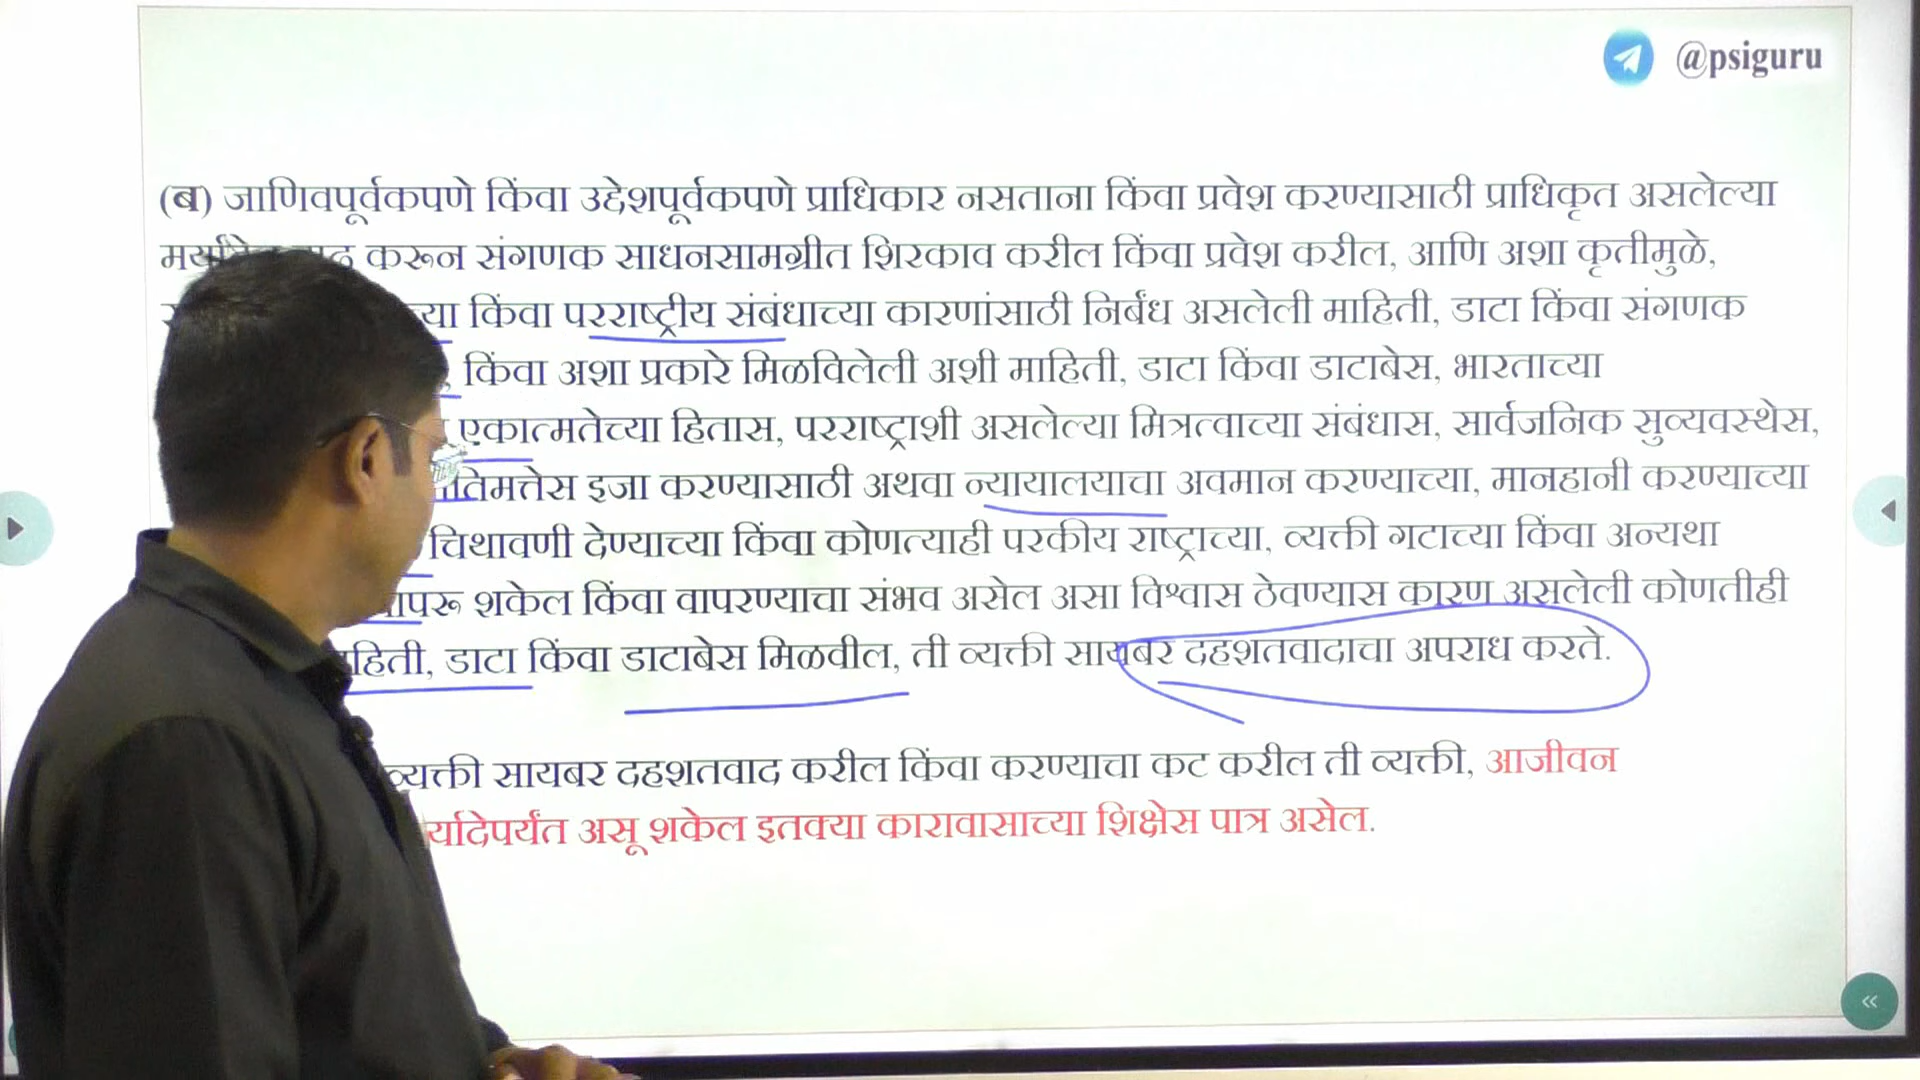 @psiguru
(ब) जाणिवपूर्वकपणे किंवा उद्देशपूर्वकपणे प्राधिकार नसताना किंवा प्रवेश करण्यासाठी प्राधिकृत असलेल्या
करून संगणक साधनसामग्रीत शिरकाव करील किंवा प्रवेश करील, आणि अशा कृतीमुळे,
किंवा परराष्ट्रीय संबंधाच्या कारणांसाठी निर्बंध असलेली माहिती, डाटा किंवा संगणक
किंवा अशा प्रकारे मिळविलेली अशी माहिती, डाटा किंवा डाटाबेस, भारताच्या
एकात्मतेच्या हितास, परराष्ट्राशी असलेल्या मित्रत्वाच्या संबंधास, सार्वजनिक सुव्यवस्थेस,
इजा करण्यासाठी अथवा न्यायालयाचा अवमान करण्याच्या, मानहानी करण्याच्या
चिथावणी देण्याच्या किंवा कोणत्याही परकीय राष्ट्राच्या, व्यक्ती गटाच्या किंवा अन्यथा
शकेल किंवा वापरण्याचा संभव असेल असा विश्वास ठेवण्यास कारण असलेली कोणतीही
डाटा किंवा डाटाबेस मिळवील, ती व्यक्ती सायबर दहशतवादाचा अपराध करते.
व्यक्ती सायबर दहशतवाद करील किंवा करण्याचा कट करील ती व्यक्ती, आजीवन
असू शकेल इतक्या कारावासाच्या शिक्षेस पात्र असेल.